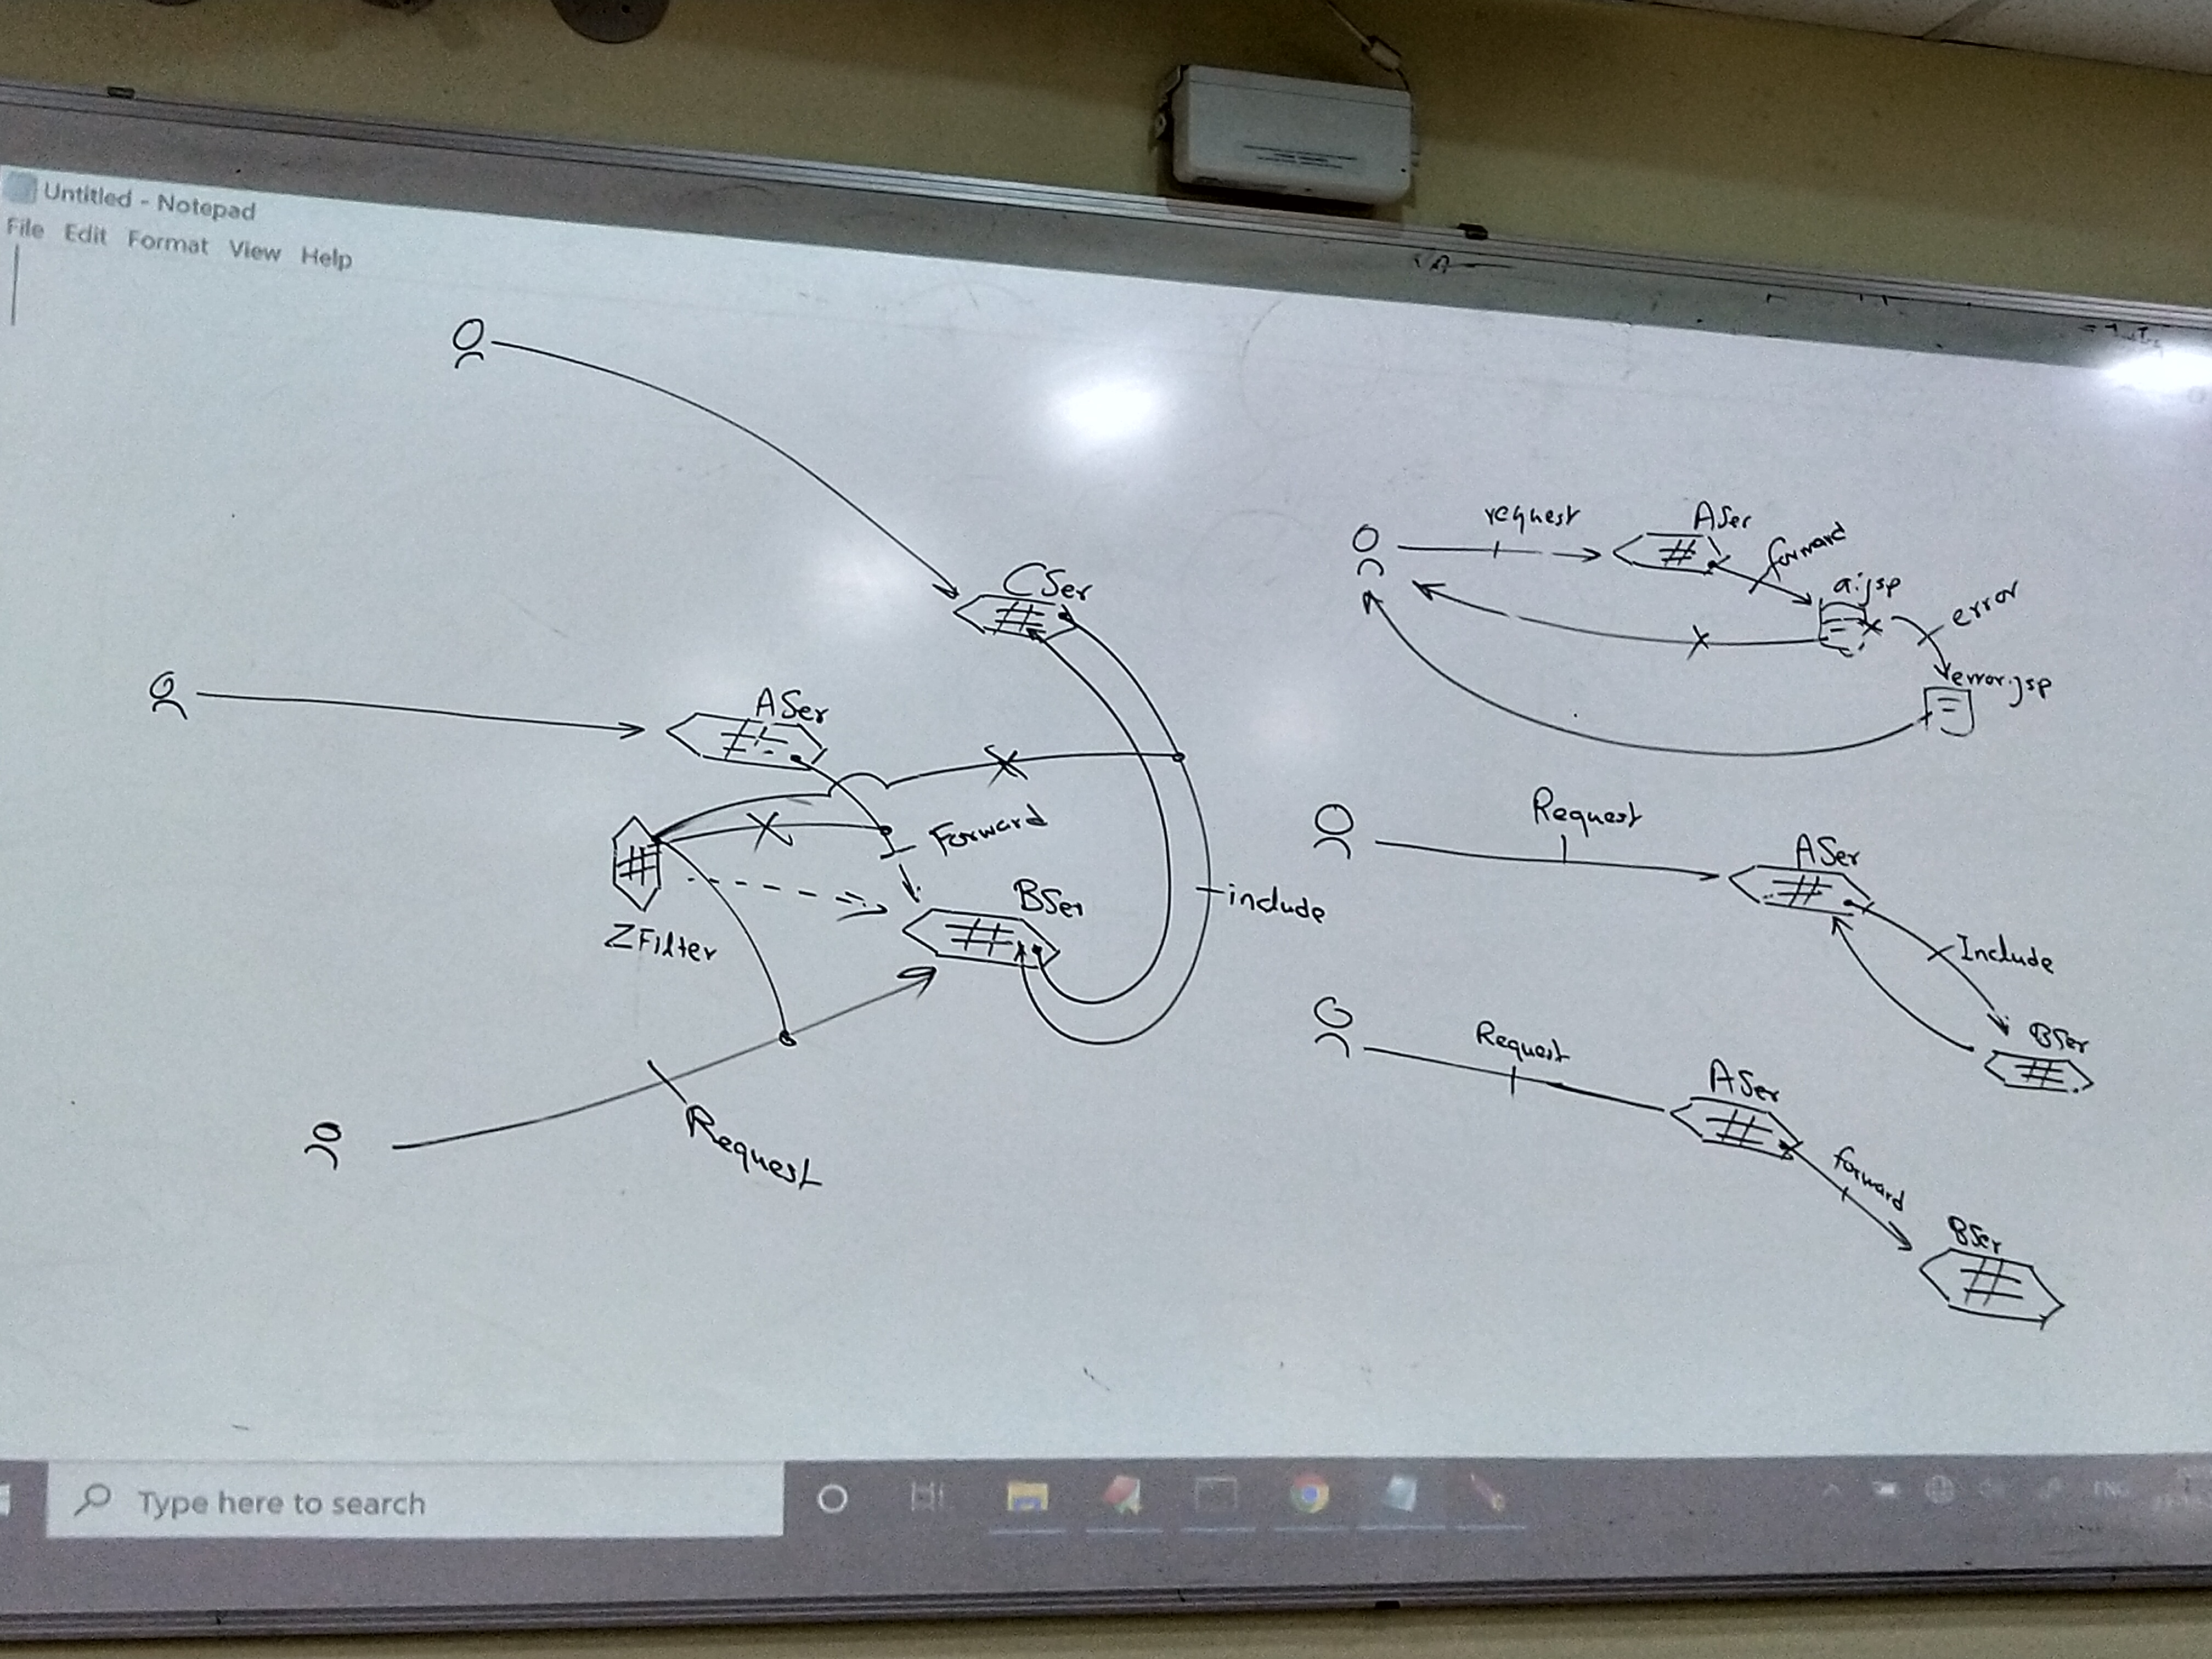 Untitled - Notepad
File Edit Format View Help
CSer
ASer
Forward
BSer
include
ZFilter
Request
request
ASer
forward
a.jsp
error
error.jsp
Request
ASer
Include
BSer
Request
ASer
forward
BSer
Type here to search
ENG